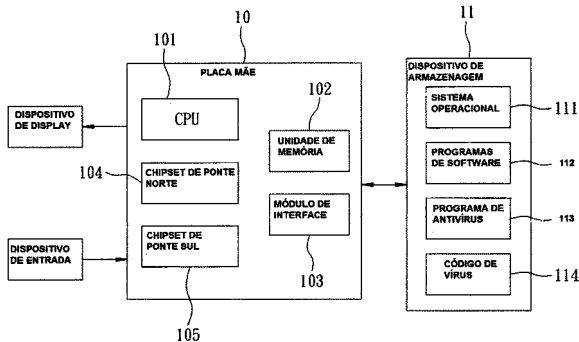 10
PLACA MÃE
101
CPU
102
UNIDADE DE
MEMÓRIA
104
CHIPSET DE PONTE
NORTE
MÓDULO DE
INTERFACE
103
CHIPSET DE
PONTE SUL
105
DISPOSITIVO
DE DISPLAY
DISPOSITIVO
DE ENTRADA
11
DISPOSITIVO DE
ARMAZENAGEM
SISTEMA
OPERACIONAL
111
PROGRAMAS
DE SOFTWARE
112
PROGRAMA DE
ANTIVÍRUS
113
CÓDIGO DE
VÍRUS
114